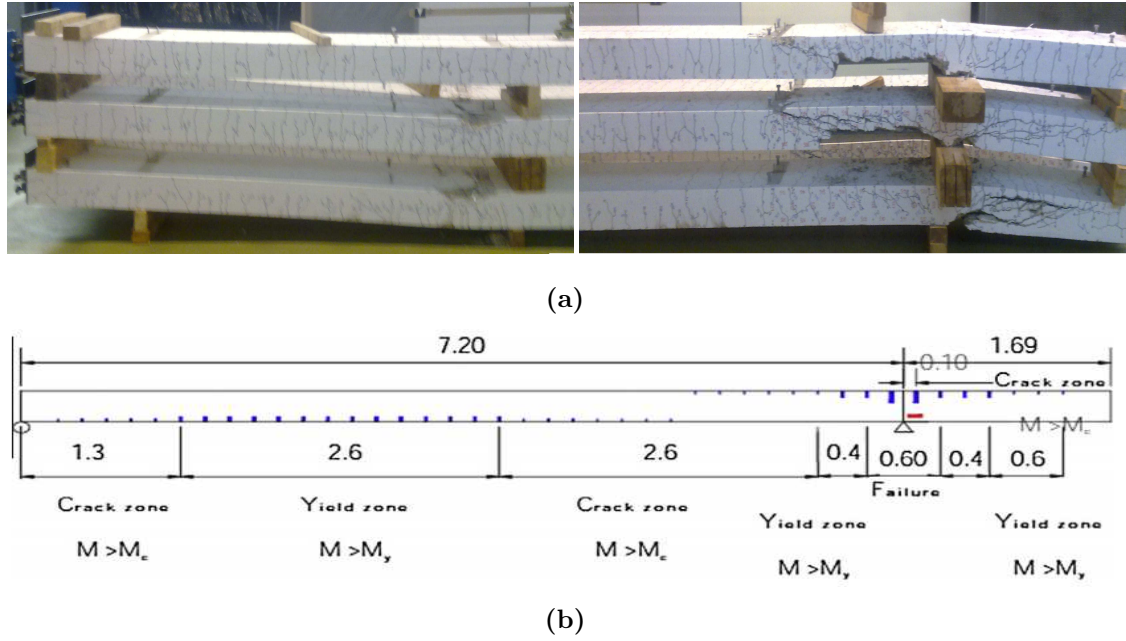 (a)
7.20 1.69
0.10
Crack zone
M >Mc
1.3 2.6 2.6 0.4 0.60 0.4 0.6
Failure
Crack zone Yield zone Crack zone Yield zone Yield zone
M >Mc M >My M >Mc M >My M >My
(b)